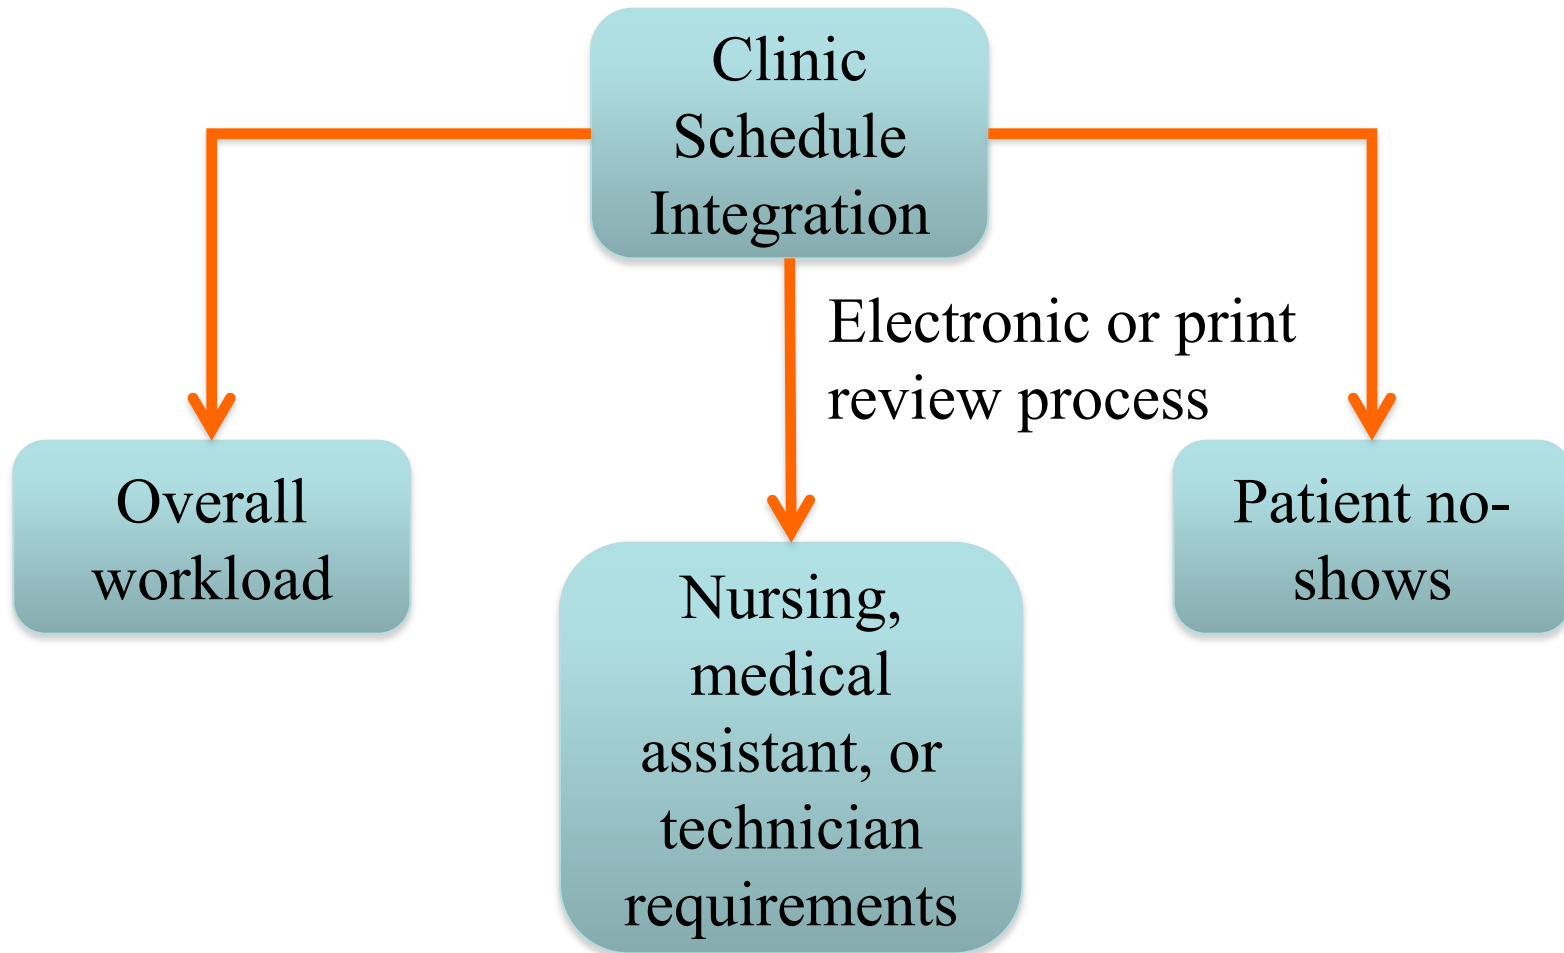 Clinic
Schedule
Integration
Electronic or print
review process
Overall
workload
Nursing,
medical
assistant, or
technician
requirements
Patient no-
shows